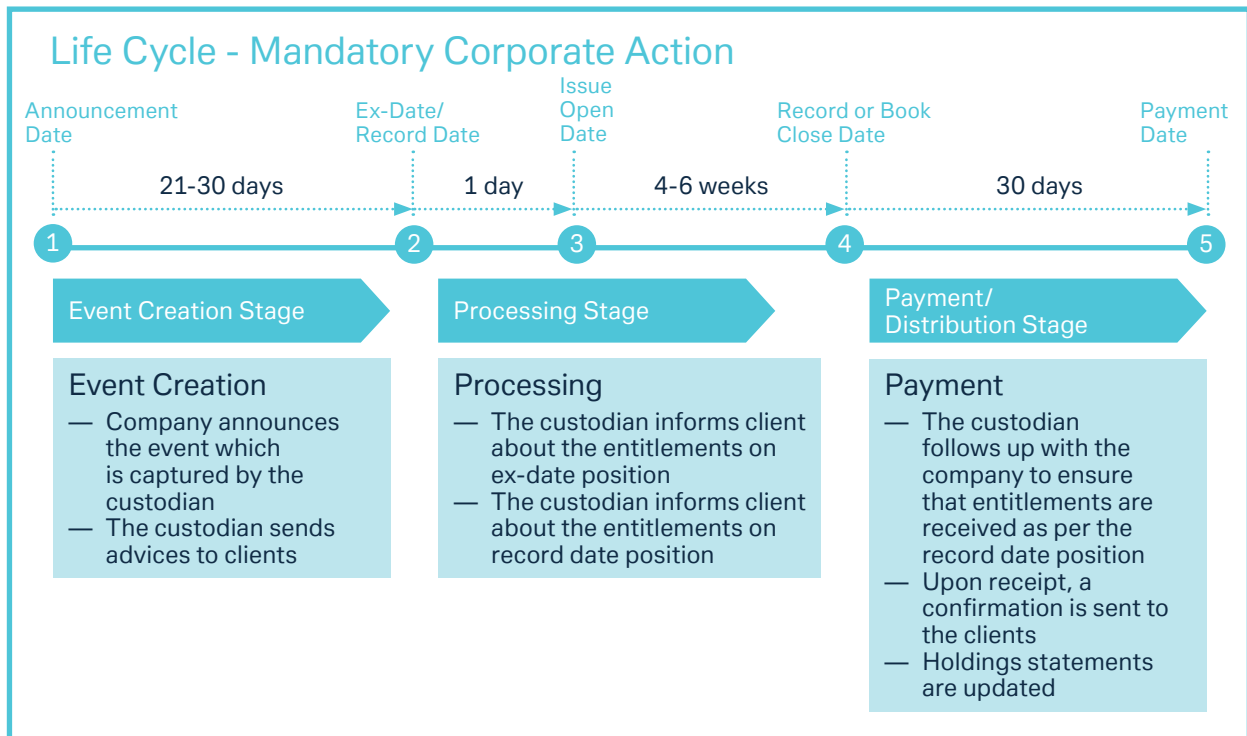 Life Cycle - Mandatory Corporate Action
Announcement
Date
Ex-Date/
Record Date
Issue
Open
Date
Record or Book
Close Date
Payment
Date
21-30 days
1 day
4-6 weeks
30 days
1
2
3
4
5
Event Creation Stage
Processing Stage
Payment/
Distribution Stage
Event Creation
— Company announces
the event which
is captured by the
custodian
— The custodian sends
advices to clients
Processing
— The custodian informs client
about the entitlements on
ex-date position
— The custodian informs client
about the entitlements on
record date position
Payment
— The custodian
follows up with the
company to ensure
that entitlements are
received as per the
record date position
— Upon receipt, a
confirmation is sent to
the clients
— Holdings statements
are updated